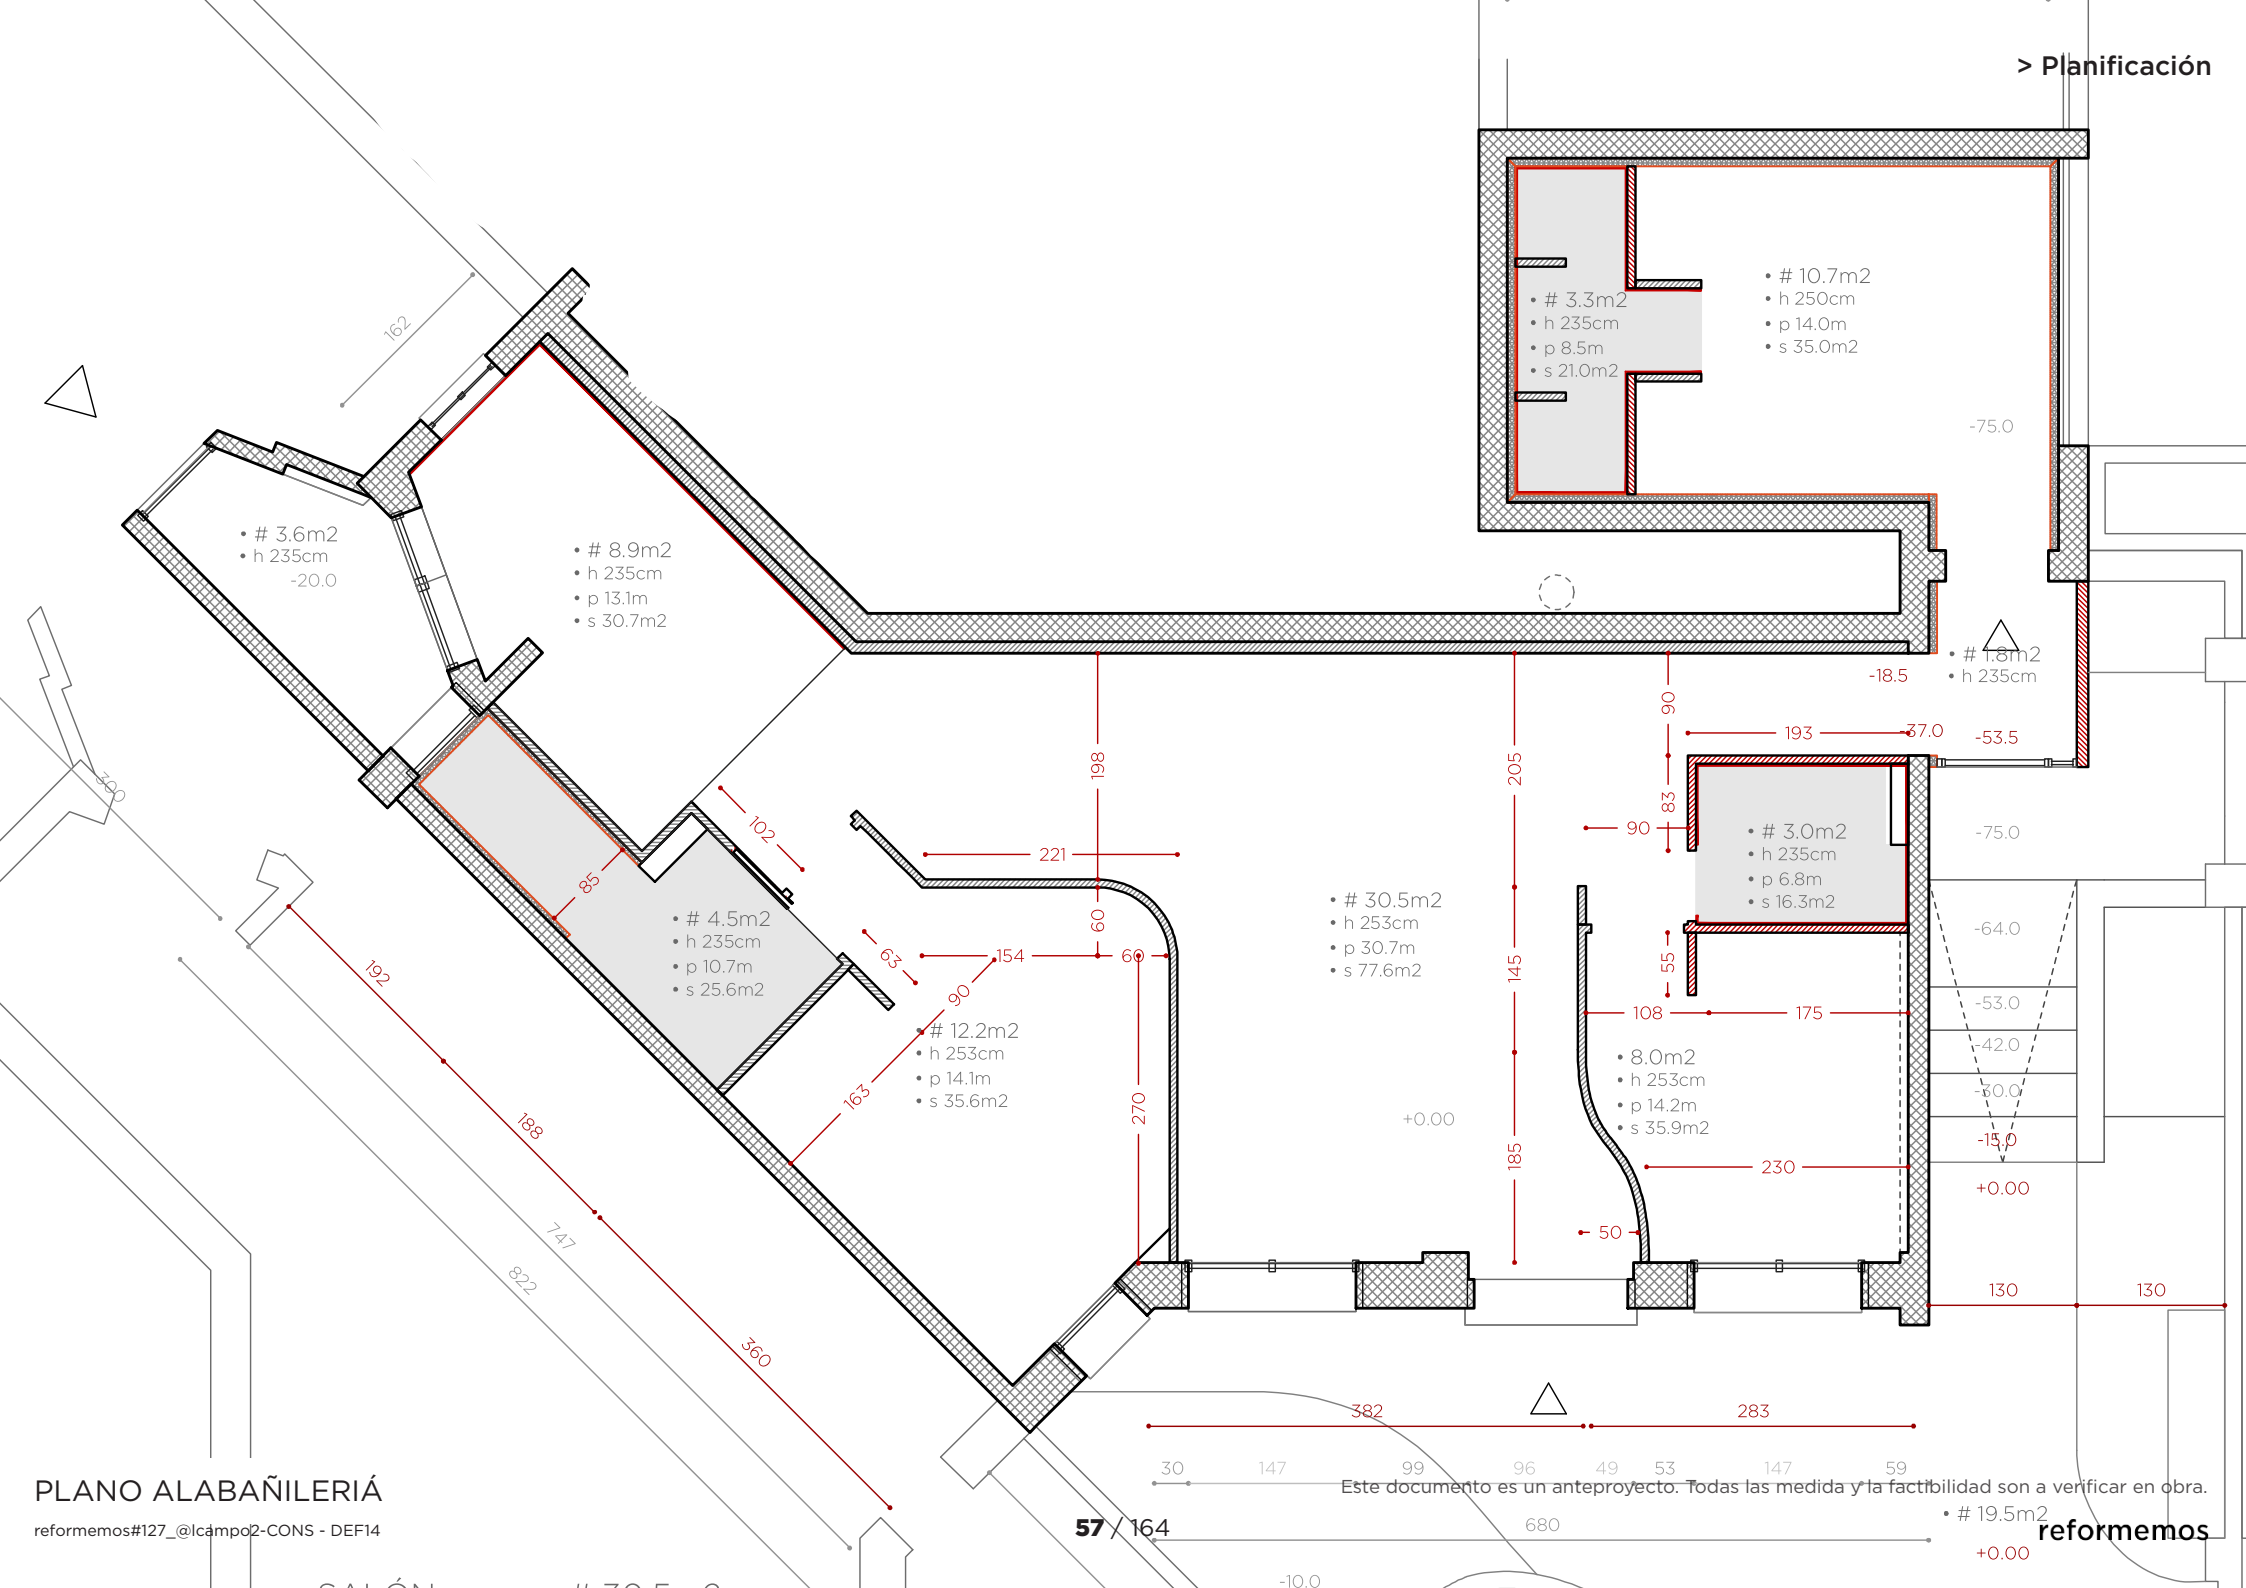 > Planificación
162
• # 10.7m2
• h 250cm
• p 14.0m
• s 35.0m2
• # 3.3m2
• h 235cm
• p 8.5m
• s 21.0m2
-75.0
• # 3.6m2
• h 235cm
-20.0
• # 8.9m2
• h 235cm
• p 13.1m
• s 30.7m2
• # 1.8m2
• h 235cm
-18.5
-37.0
-53.5
90
193
83
90
198
205
300
102
221
85
60
• # 3.0m2
• h 235cm
• p 6.8m
• s 16.3m2
-75.0
• # 4.5m2
• h 235cm
• p 10.7m
• s 25.6m2
• # 30.5m2
• h 253cm
• p 30.7m
• s 77.6m2
-64.0
63
154
60
90
145
55
192
108
175
-53.0
• # 12.2m2
• h 253cm
• p 14.1m
• s 35.6m2
-42.0
• 8.0m2
• h 253cm
• p 14.2m
• s 35.9m2
-30.0
163
270
188
+0.00
185
-15.0
230
+0.00
747
822
50
360
130
130
382
283
30
147
99
96
49
53
147
59
PLANO ALABAÑILERIÁ
Este documento es un anteproyecto. Todas las medida y la factibilidad son a verificar en obra.
• # 19.5m2
reformemos#127_@lcampo2-CONS - DEF14
57 / 164
680
reformemos
+0.00
-10.0